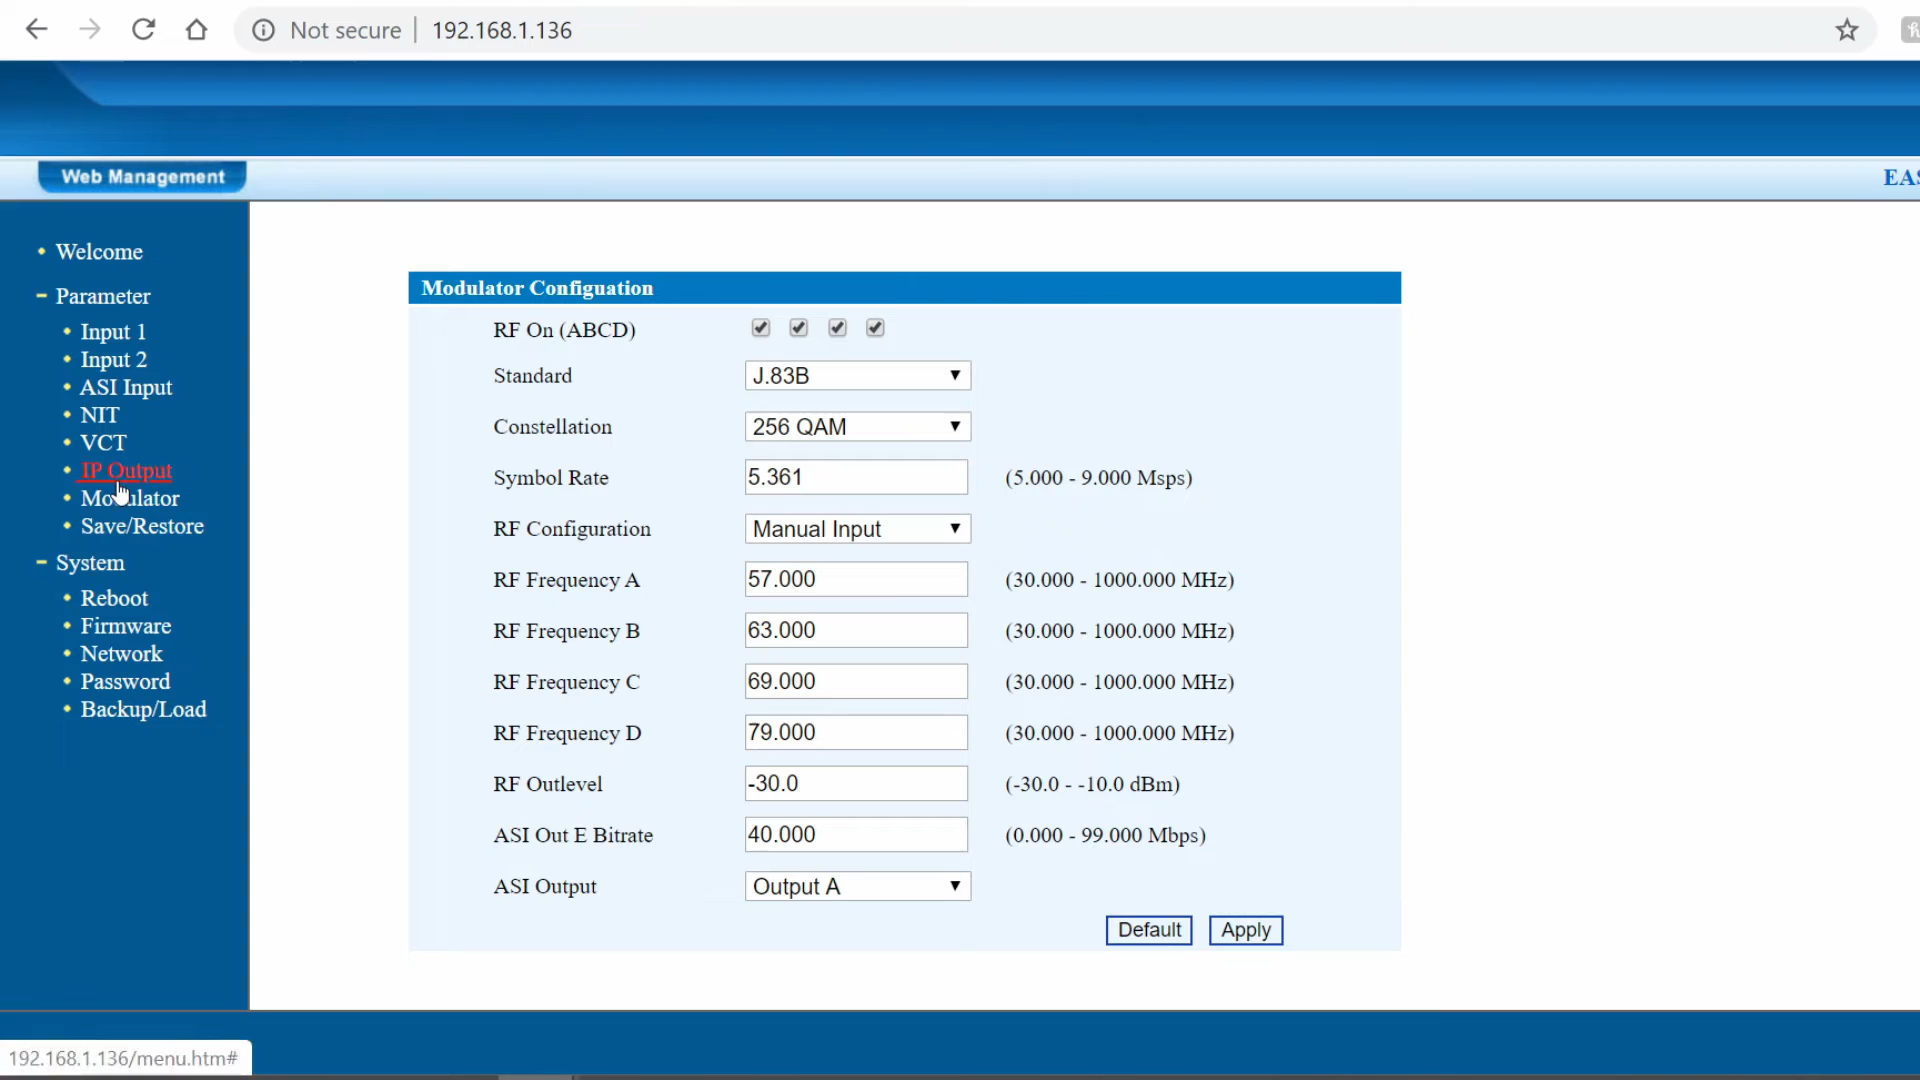 Not secure | 192.168.1.136
Web Management
EAS
Welcome
Parameter
Input 1
Input 2
ASI Input
NIT
VCT
IP Output
Modulator
Save/Restore
System
Reboot
Firmware
Network
Password
Backup/Load
Modulator Configuation
RF On (ABCD)
Standard J.83B
Constellation 256 QAM
Symbol Rate 5.361 (5.000 - 9.000 Msps)
RF Configuration Manual Input
RF Frequency A 57.000 (30.000 - 1000.000 MHz)
RF Frequency B 63.000 (30.000 - 1000.000 MHz)
RF Frequency C 69.000 (30.000 - 1000.000 MHz)
RF Frequency D 79.000 (30.000 - 1000.000 MHz)
RF Outlevel -30.0 (-30.0 - -10.0 dBm)
ASI Out E Bitrate 40.000 (0.000 - 99.000 Mbps)
ASI Output Output A
Default Apply
192.168.1.136/menu.htm#